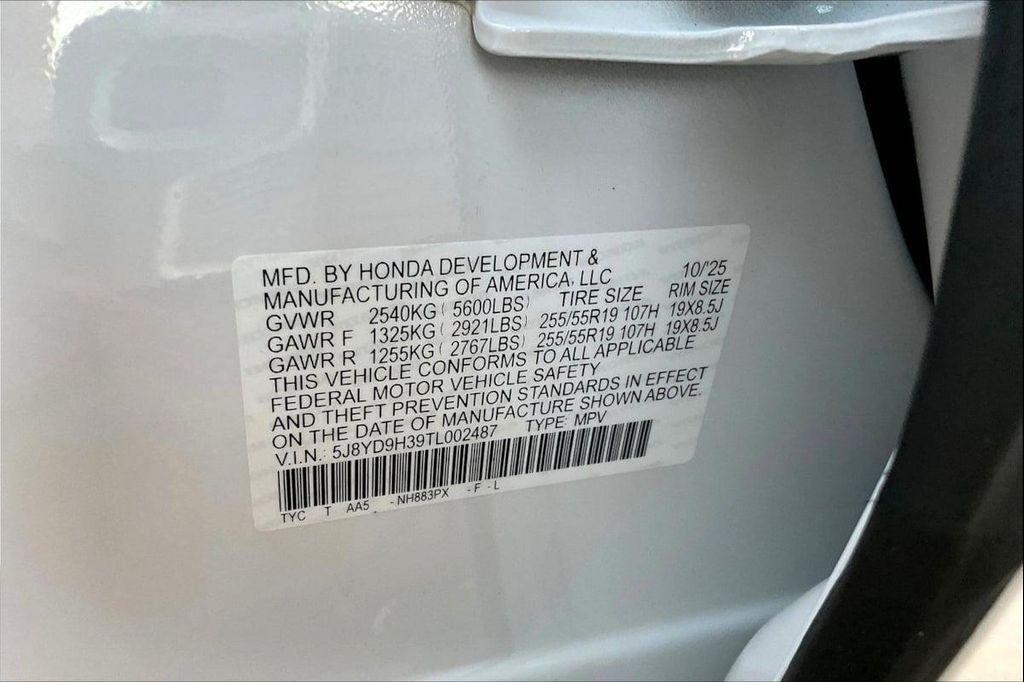 MFD. BY HONDA DEVELOPMENT & 10/'25
MANUFACTURING OF AMERICA, LLC
GVWR 2540KG ( 5600LBS) TIRE SIZE RIM SIZE
GAWR F 1325KG ( 2921LBS) 255/55R19 107H 19X8.5J
GAWR R 1255KG ( 2767LBS) 255/55R19 107H 19X8.5J
THIS VEHICLE CONFORMS TO ALL APPLICABLE
FEDERAL MOTOR VEHICLE SAFETY
AND THEFT PREVENTION STANDARDS IN EFFECT
ON THE DATE OF MANUFACTURE SHOWN ABOVE.
V.I.N.: 5J8YD9H39TL002487 TYPE: MPV
TYC T AA5 -NH883PX -F-L